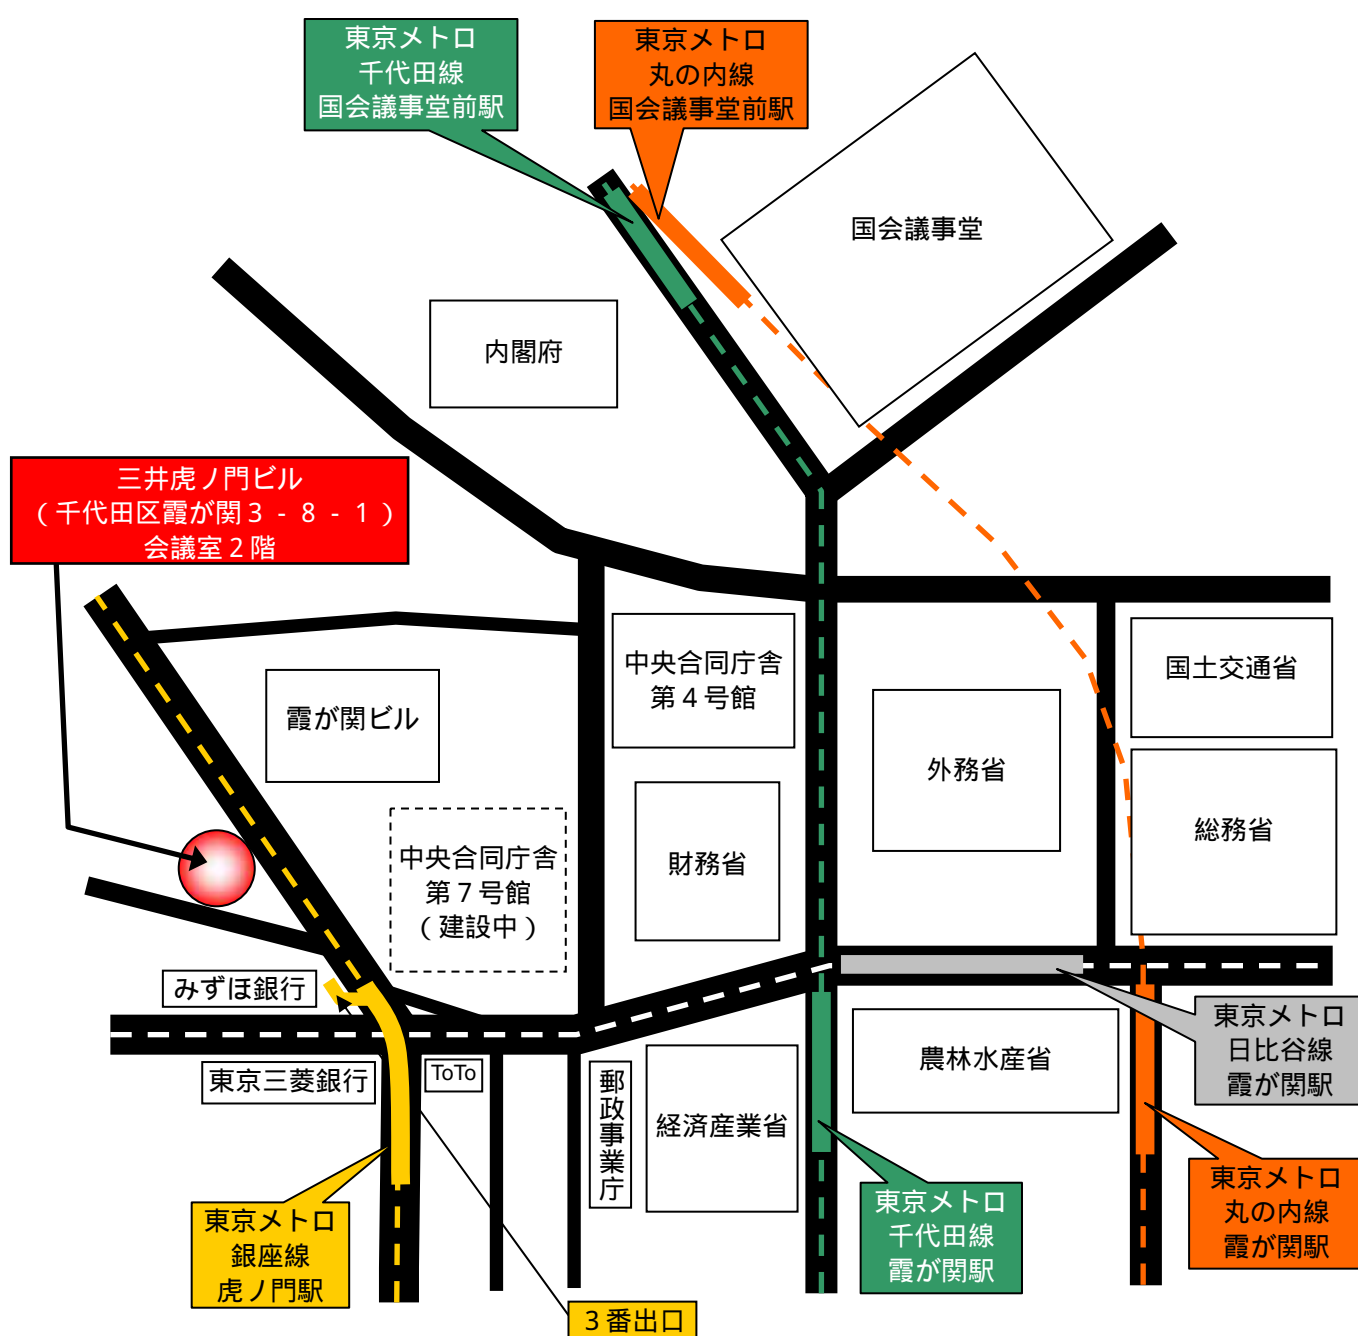 東京メトロ
千代田線
国会議事堂前駅
東京メトロ
丸の内線
国会議事堂前駅
国会議事堂
内閣府
三井虎ノ門ビル
（千代田区霞が関３‐８‐１）
会議室２階
中央合同庁舎
第４号館
国土交通省
霞が関ビル
外務省
総務省
財務省
中央合同庁舎
第７号館
（建設中）
みずほ銀行
東京三菱銀行
ToTo
郵政事業庁
経済産業省
農林水産省
東京メトロ
日比谷線
霞が関駅
東京メトロ
銀座線
虎ノ門駅
東京メトロ
千代田線
霞が関駅
東京メトロ
丸の内線
霞が関駅
３番出口